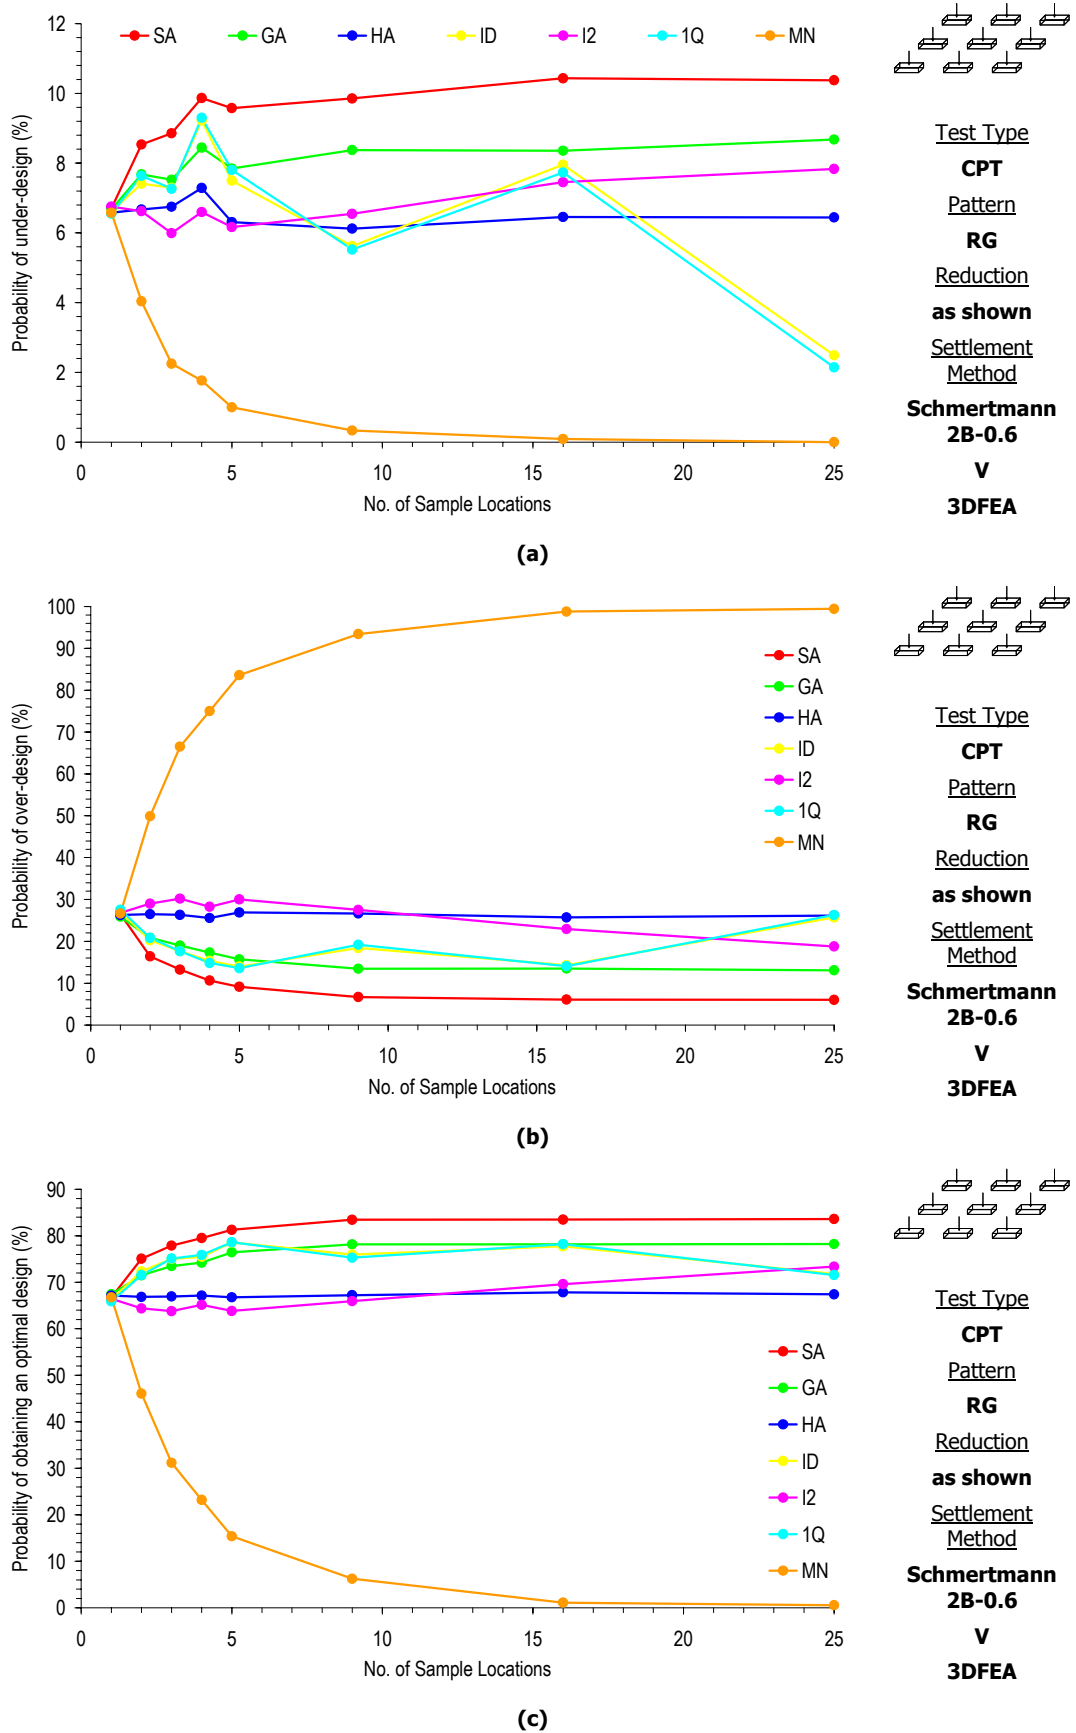 12
10
8
6
4
2
0
Probability of under-design (%)
SA GA HA ID I2 1Q MN
0 5 10 15 20 25
No. of Sample Locations
Test Type
CPT
Pattern
RG
Reduction
as shown
Settlement
Method
Schmertmann
2B-0.6
V
3DFEA
(a)
100
90
80
70
60
50
40
30
20
10
0
Probability of over-design (%)
SA
GA
HA
ID
I2
1Q
MN
0 5 10 15 20 25
No. of Sample Locations
Test Type
CPT
Pattern
RG
Reduction
as shown
Settlement
Method
Schmertmann
2B-0.6
V
3DFEA
(b)
90
80
70
60
50
40
30
20
10
0
Probability of obtaining an optimal design (%)
SA
GA
HA
ID
I2
1Q
MN
0 5 10 15 20 25
No. of Sample Locations
Test Type
CPT
Pattern
RG
Reduction
as shown
Settlement
Method
Schmertmann
2B-0.6
V
3DFEA
(c)